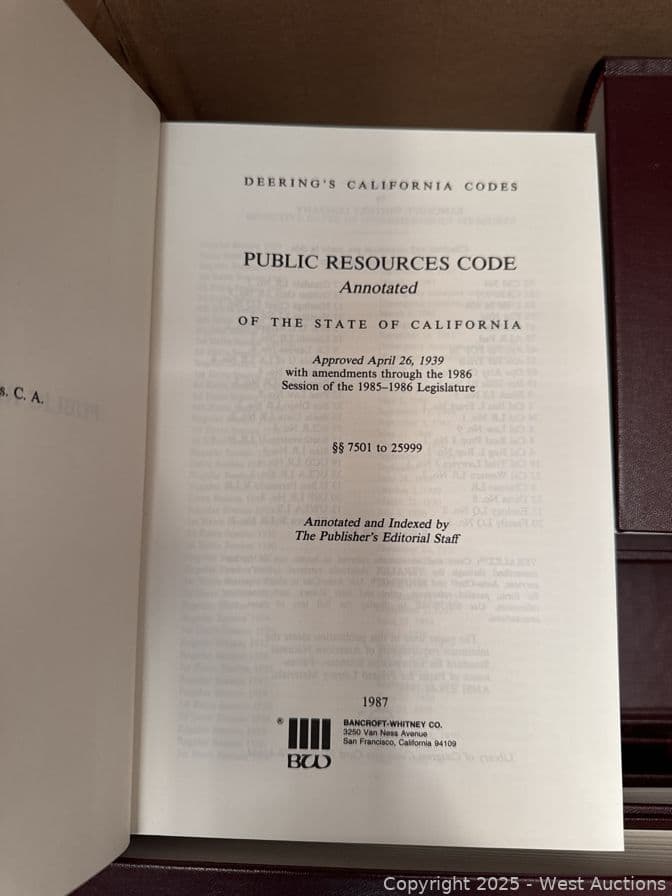 s. C. A.
DEERING'S CALIFORNIA CODES
PUBLIC RESOURCES CODE
Annotated
OF THE STATE OF CALIFORNIA
Approved April 26, 1939
with amendments through the 1986
Session of the 1985–1986 Legislature
§§ 7501 to 25999
Annotated and Indexed by
The Publisher's Editorial Staff
1987
®
BANCROFT-WHITNEY CO.
3250 Van Ness Avenue
San Francisco, California 94109
BW
Copyright 2025 - West Auctions